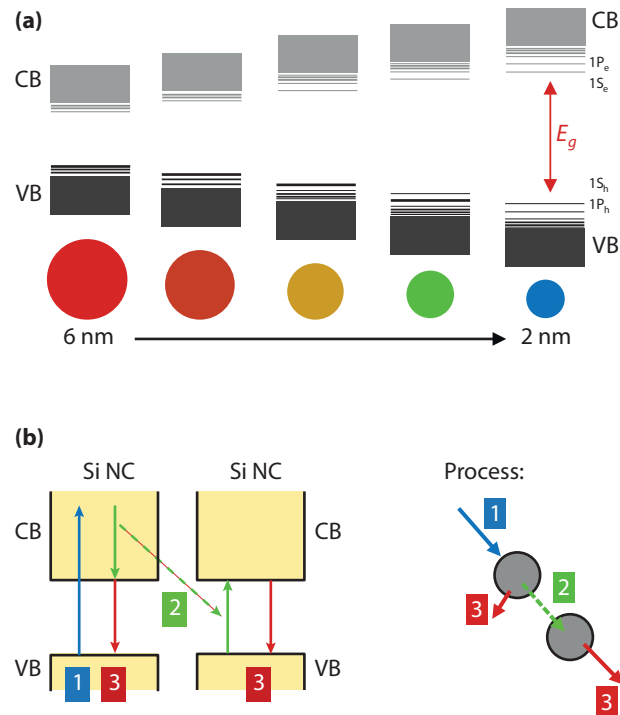 (a)
CB
CB
1Pe
1Se
Eg
VB
1Sh
1Ph
VB
6 nm
2 nm
(b)
Si NC
Si NC
Process:
CB
CB
1
2
2
3
VB
VB
1
3
3
3